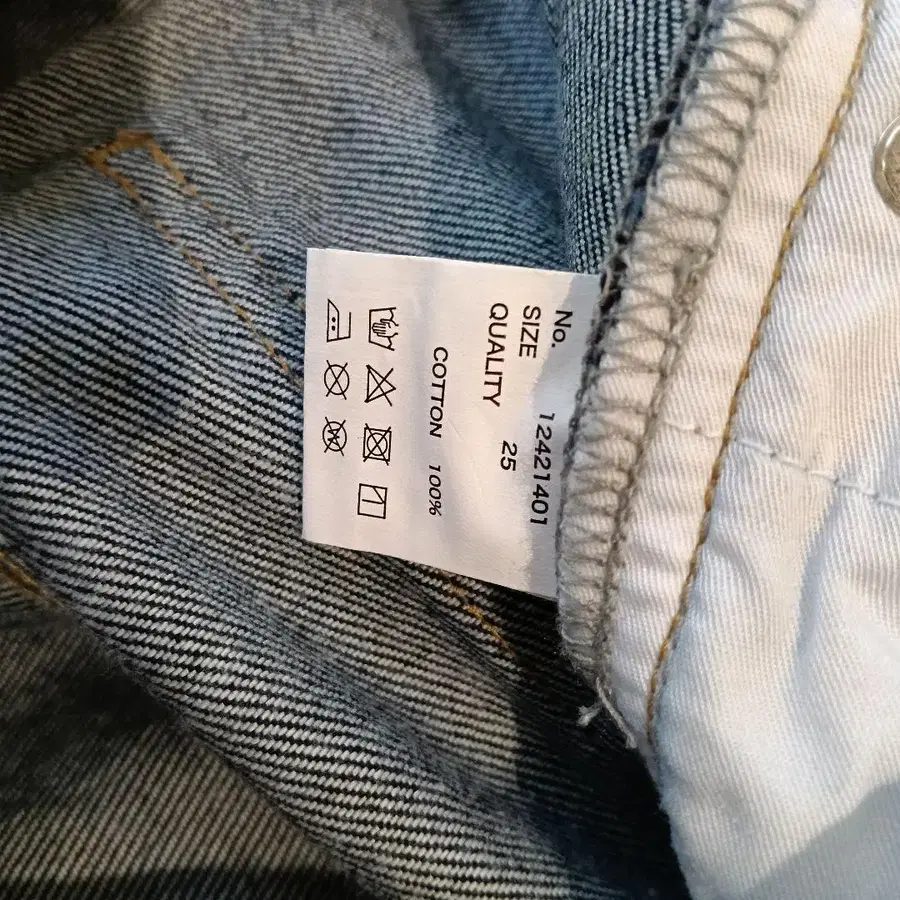 No. 12421401
SIZE 25
QUALITY
COTTON 100%